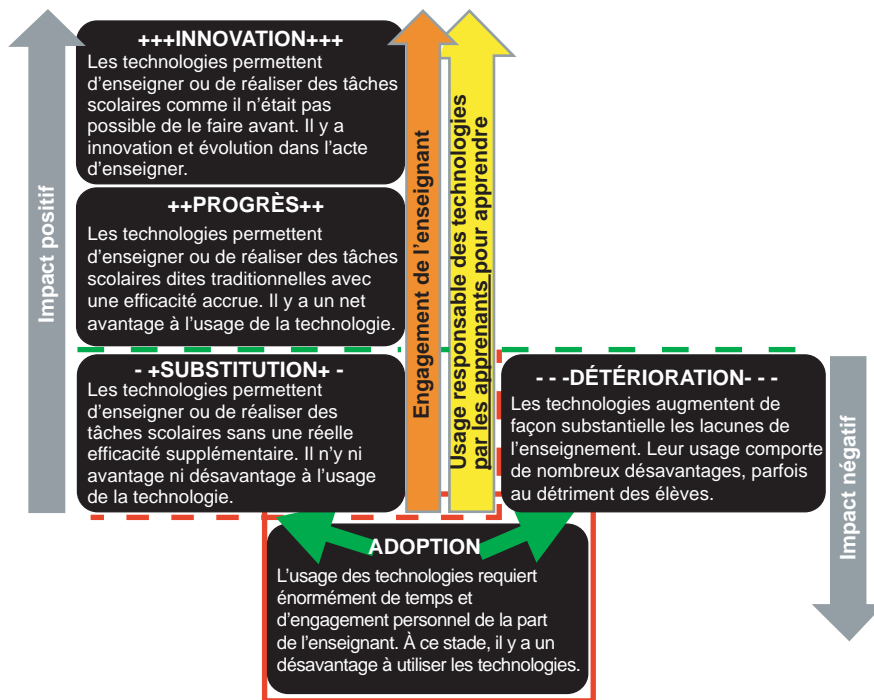 Impact positif
+++INNOVATION+++
Les technologies permettent
d'enseigner ou de réaliser des tâches
scolaires comme il n'était pas
possible de le faire avant. Il y a
innovation et évolution dans l'acte
d'enseigner.
++PROGRÈS++
Les technologies permettent
d'enseigner ou de réaliser des tâches
scolaires dites traditionnelles avec
une efficacité accrue. Il y a un net
avantage à l'usage de la technologie.
- +SUBSTITUTION+ -
Les technologies permettent
d'enseigner ou de réaliser des
tâches scolaires sans une réelle
efficacité supplémentaire. Il n'y ni
avantage ni désavantage à l'usage
de la technologie.
Engagement de l'enseignant
Usage responsable des technologies
par les apprenants pour apprendre
- - -DÉTÉRIORATION- - -
Les technologies augmentent de
façon substantielle les lacunes de
l'enseignement. Leur usage comporte
de nombreux désavantages, parfois
au détriment des élèves.
Impact négatif
ADOPTION
L'usage des technologies requiert
énormément de temps et
d'engagement personnel de la part
de l'enseignant. À ce stade, il y a un
désavantage à utiliser les technologies.